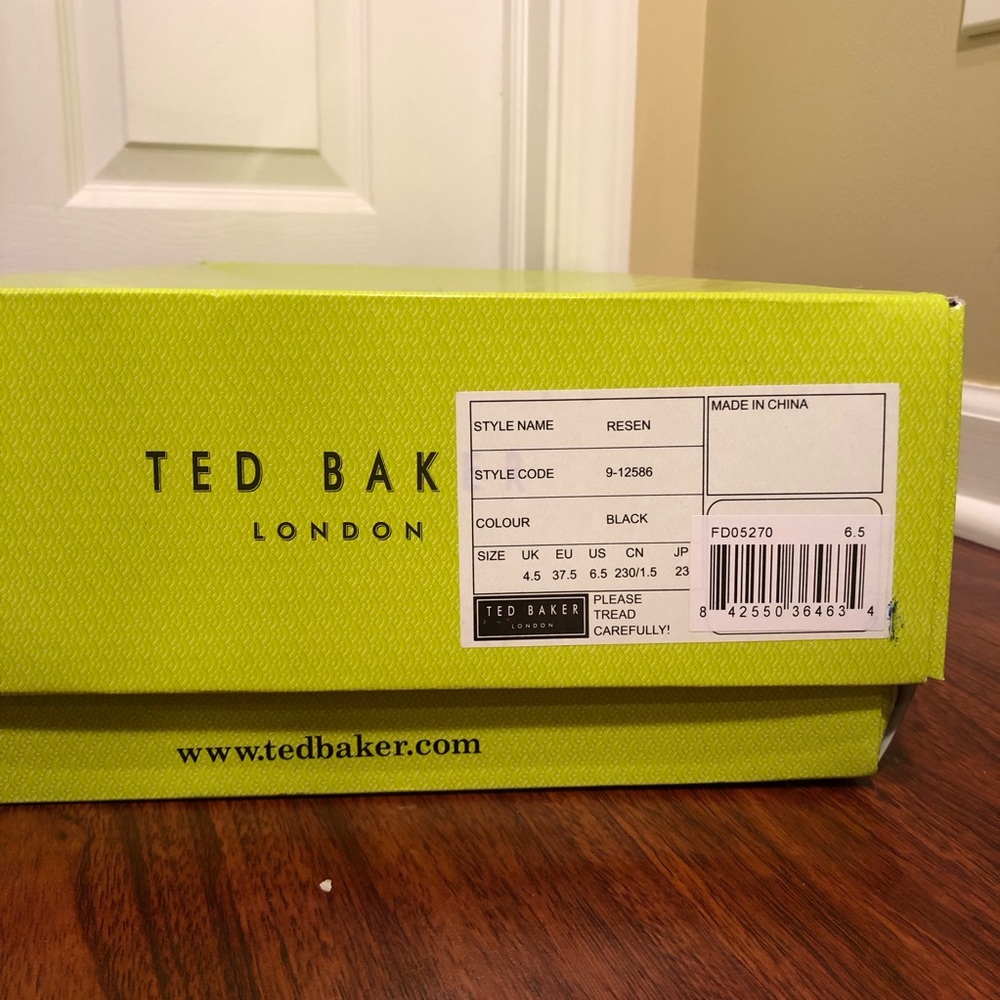 TED BAK
LONDON
STYLE NAME RESEN
STYLE CODE 9-12586
COLOUR BLACK
SIZE UK EU US CN JP
4.5 37.5 6.5 230/1.5 23
TED BAKER
LONDON
PLEASE
TREAD
CAREFULLY!
MADE IN CHINA
FD05270 6.5
8 42550 36463 4
www.tedbaker.com